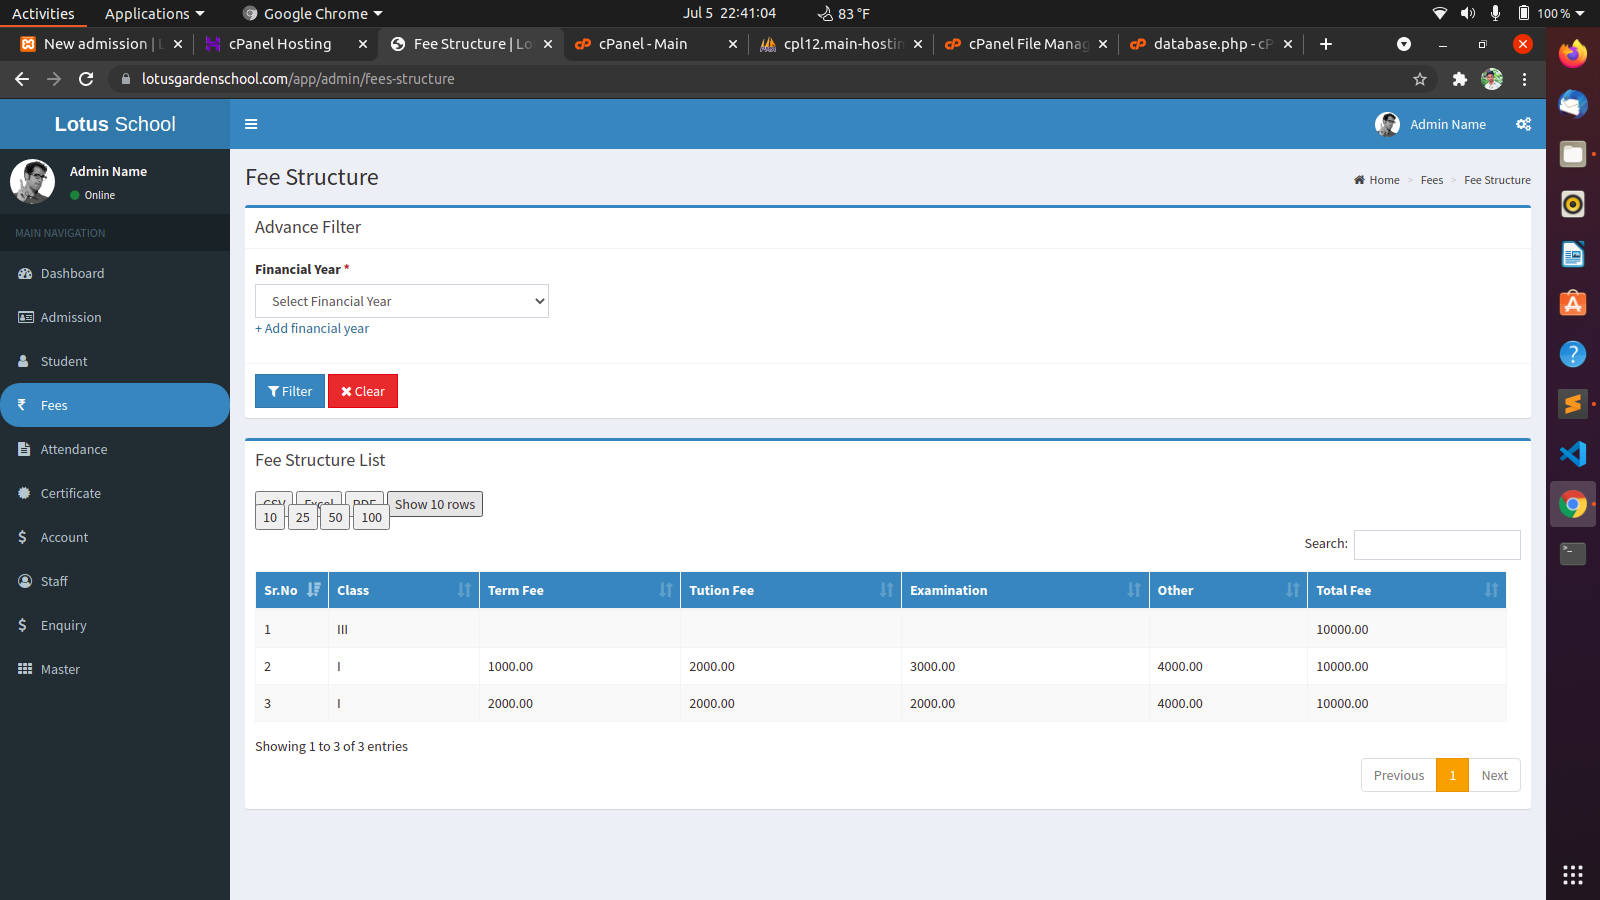 Activities Applications Google Chrome Jul 5 22:41:04 83 °F 100 %
New admission | L cPanel Hosting Fee Structure | Lo cPanel - Main cpl12.main-hostin cPanel File Manag database.php - cP
lotusgardenschool.com/app/admin/fees-structure
Lotus School
Admin Name
Admin Name
Online
MAIN NAVIGATION
Dashboard
Admission
Student
Fees
Attendance
Certificate
Account
Staff
Enquiry
Master
Fee Structure
Home > Fees > Fee Structure
Advance Filter
Financial Year *
Select Financial Year
+ Add financial year
Filter Clear
Fee Structure List
CSV Excel PDF Show 10 rows
10 25 50 100
Search:
Sr.No Class Term Fee Tution Fee Examination Other Total Fee
1 III 10000.00
2 I 1000.00 2000.00 3000.00 4000.00 10000.00
3 I 2000.00 2000.00 2000.00 4000.00 10000.00
Showing 1 to 3 of 3 entries
Previous 1 Next